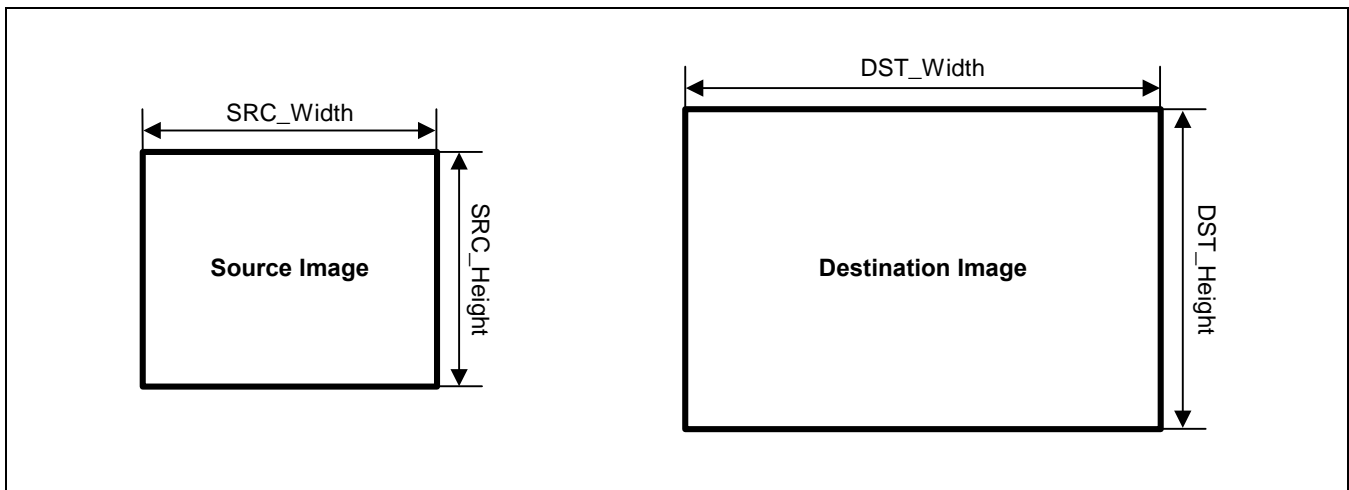 SRC_Width
SRC_Height
Source Image
DST_Width
DST_Height
Destination Image